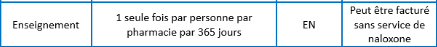 Enseignement
1 seule fois par personne par
pharmacie par 365 jours
EN
Peut être facturé
sans service de
naloxone